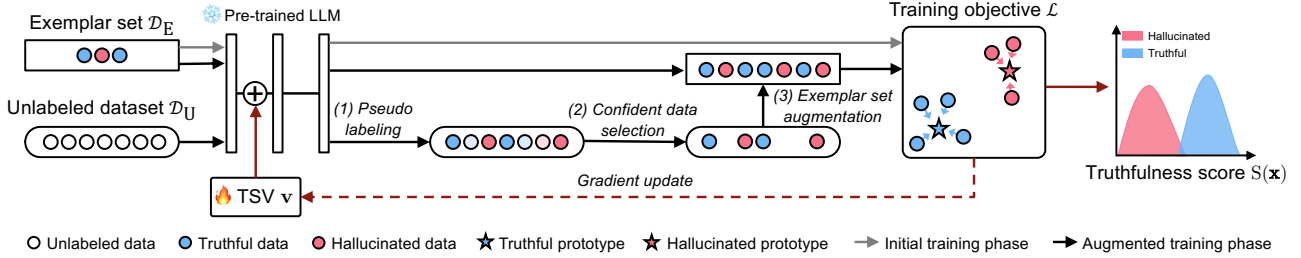 Exemplar set 𝒟_E
Pre-trained LLM
Training objective ℒ
Hallucinated
Truthful
Unlabeled dataset 𝒟_U
(1) Pseudo
labeling
(2) Confident data
selection
(3) Exemplar set
augmentation
Truthfulness score S(x)
Gradient update
TSV v
Unlabeled data
Truthful data
Hallucinated data
Truthful prototype
Hallucinated prototype
Initial training phase
Augmented training phase